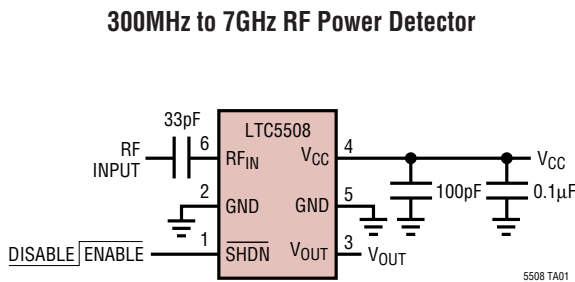 300MHz to 7GHz RF Power Detector
33pF
LTC5508
RF
INPUT
6
RFIN
VCC
4
VCC
2
GND
GND
5
100pF
0.1µF
DISABLE ENABLE
1
SHDN
VOUT
3
VOUT
5508 TA01